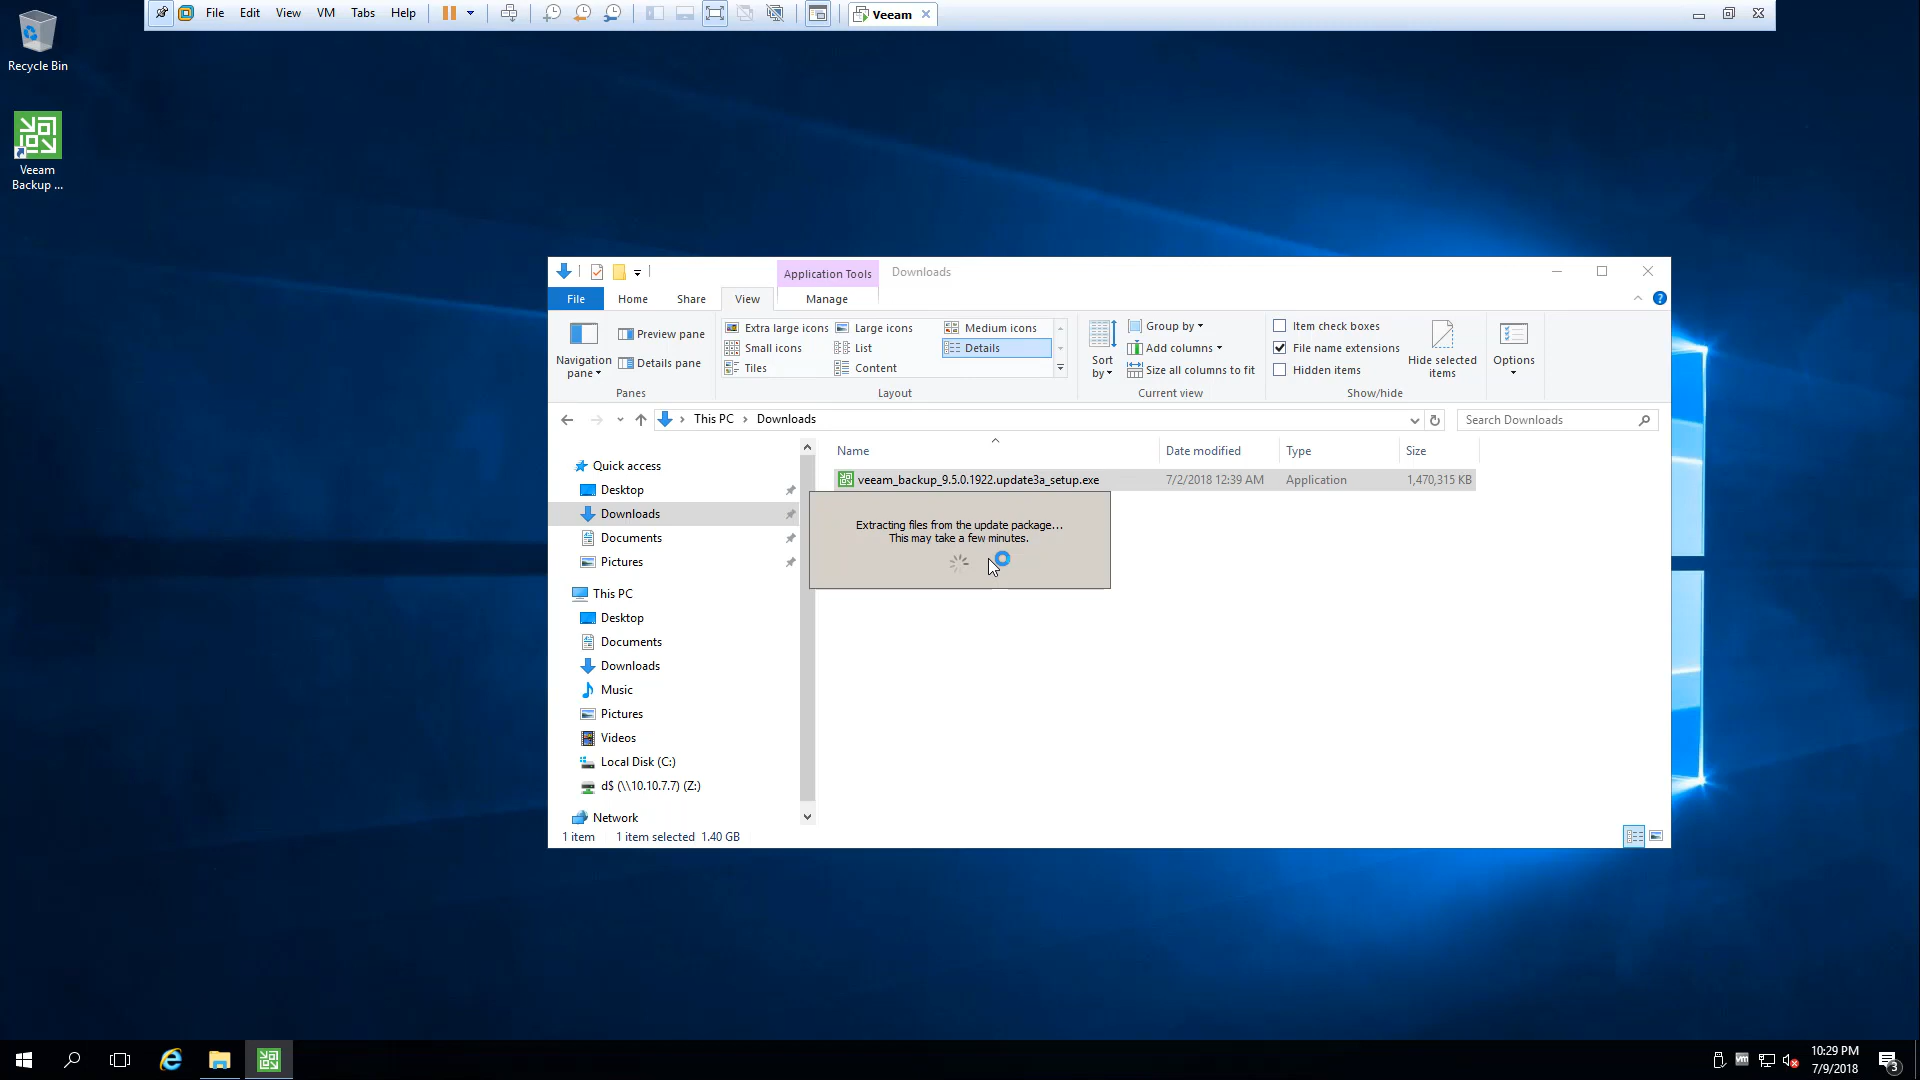 File Edit View VM Tabs Help
Veeam
Recycle Bin
Veeam
Backup ...
Application Tools
Downloads
File Home Share View Manage
Navigation
pane
Preview pane
Details pane
Panes
Extra large icons Large icons Medium icons
Small icons List Details
Tiles Content
Layout
Sort
by
Group by
Add columns
Size all columns to fit
Current view
Item check boxes
File name extensions
Hidden items
Hide selected
items
Show/hide
Options
This PC Downloads
Search Downloads
Name Date modified Type Size
veeam_backup_9.5.0.1922.update3a_setup.exe 7/2/2018 12:39 AM Application 1,470,315 KB
Extracting files from the update package...
This may take a few minutes.
Quick access
Desktop
Downloads
Documents
Pictures
This PC
Desktop
Documents
Downloads
Music
Pictures
Videos
Local Disk (C:)
d$ (\\10.10.7.7) (Z:)
Network
1 item 1 item selected 1.40 GB
10:29 PM
7/9/2018
3